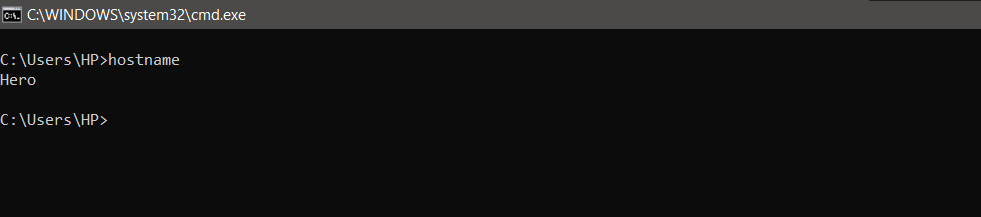 C:\WINDOWS\system32\cmd.exe
C:\Users\HP>hostname
Hero
C:\Users\HP>